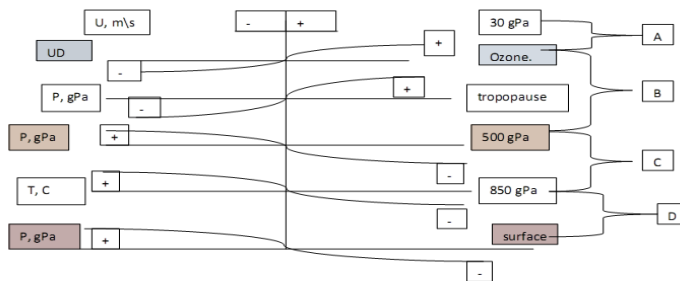 U, m\s
- +
30 gPa
A
UD
+
Ozone.
-
P, gPa
-
+
tropopause
B
P, gPa
+
500 gPa
-
C
T, C
+
850 gPa
-
D
P, gPa
+
surface
-